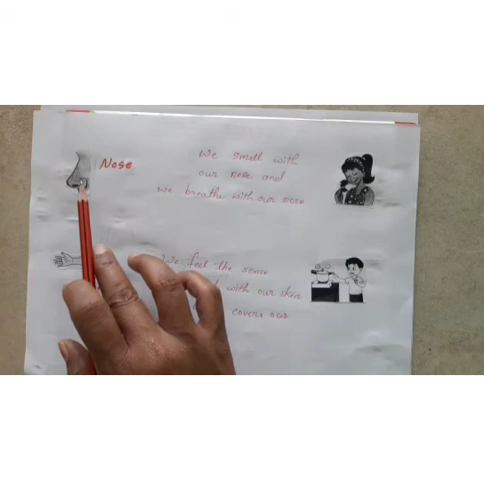 Nose
We smell with
our nose and
we breathe with our nose
We feel the some
with our skin
covers our